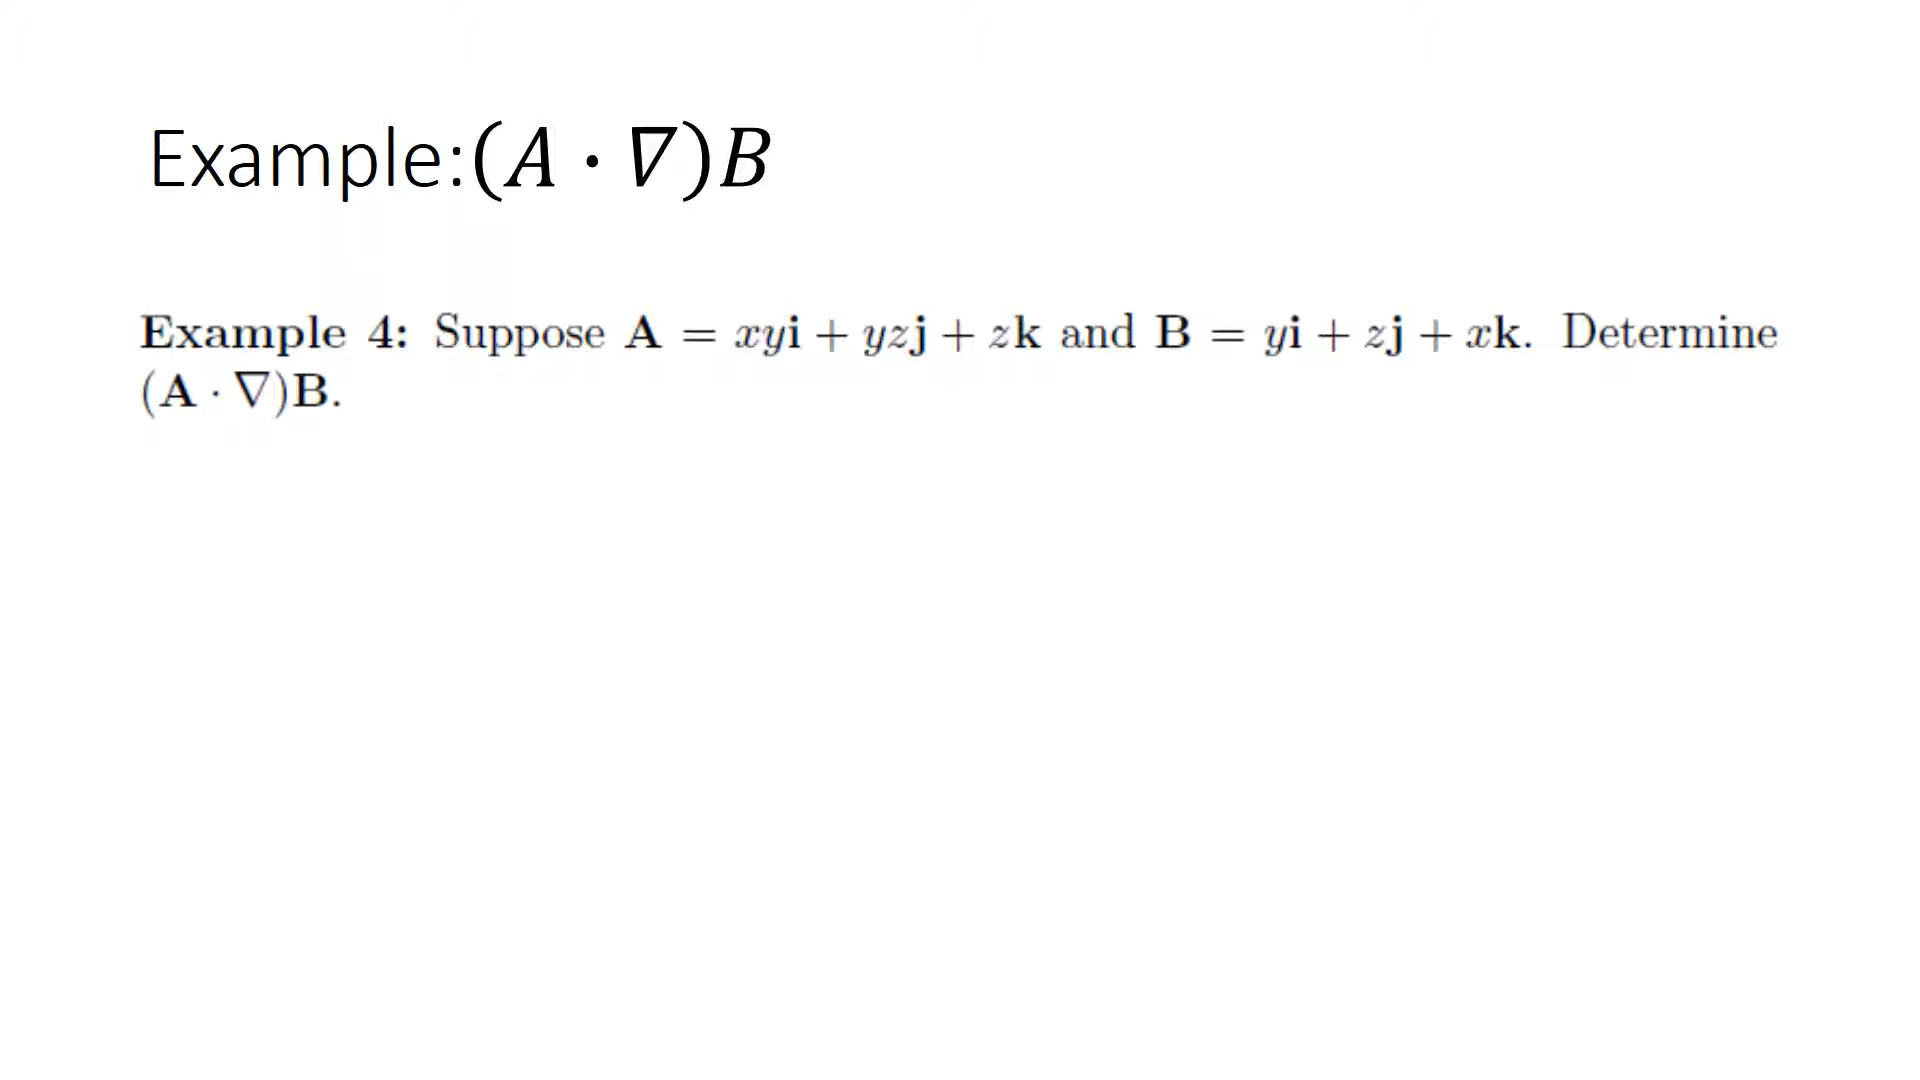 Example:(A · ∇)B
Example 4: Suppose A = xyi + yzj + zk and B = yi + zj + xk. Determine
(A · ∇)B.